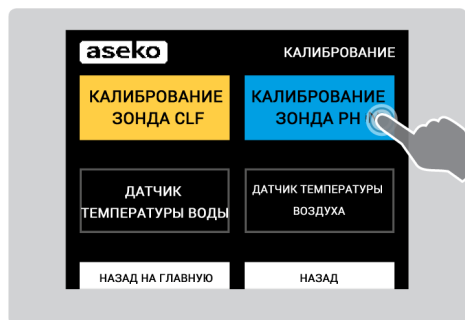 aseko
КАЛИБРОВАНИЕ
КАЛИБРОВАНИЕ
ЗОНДА CLF
КАЛИБРОВАНИЕ
ЗОНДА PH
ДАТЧИК
ТЕМПЕРАТУРЫ ВОДЫ
ДАТЧИК ТЕМПЕРАТУРЫ
ВОЗДУХА
НАЗАД НА ГЛАВНУЮ
НАЗАД